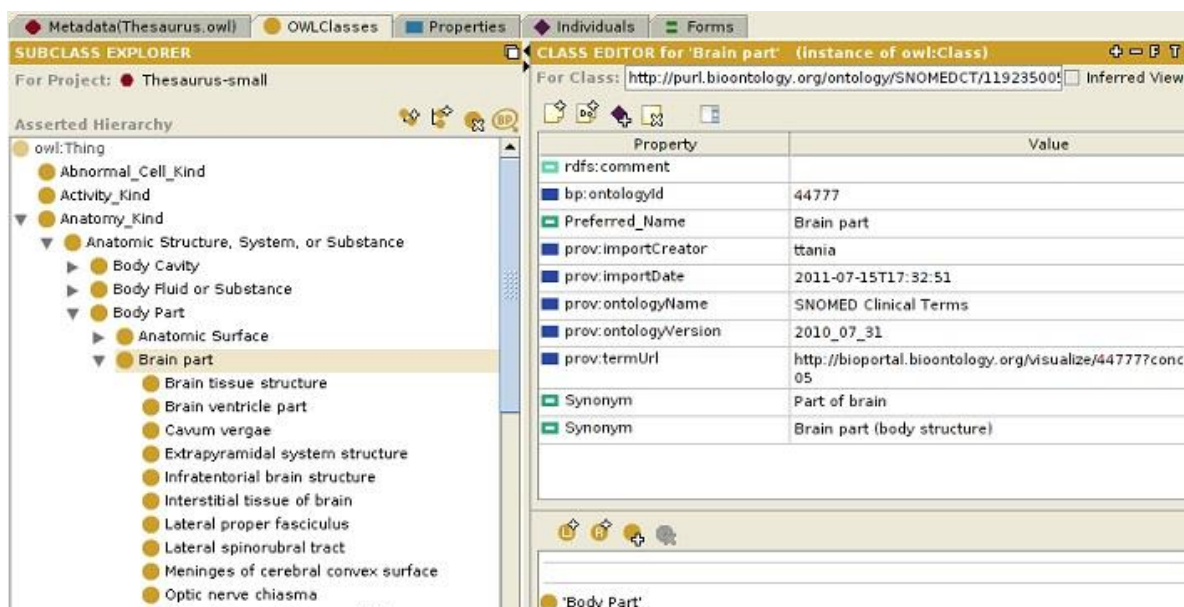 Metadata(Thesaurus.owl) OWLClasses Properties Individuals Forms
SUBCLASS EXPLORER
For Project: Thesaurus-small
Asserted Hierarchy
BP
owl:Thing
Abnormal_Cell_Kind
Activity_Kind
Anatomy_Kind
Anatomic Structure, System, or Substance
Body Cavity
Body Fluid or Substance
Body Part
Anatomic Surface
Brain part
Brain tissue structure
Brain ventricle part
Cavum vergae
Extrapyramidal system structure
Infratentorial brain structure
Interstitial tissue of brain
Lateral proper fasciculus
Lateral spinorubral tract
Meninges of cerebral convex surface
Optic nerve chiasma
CLASS EDITOR for 'Brain part' (instance of owl:Class) F T
For Class: http://purl.bioontology.org/ontology/SNOMEDCT/119235005 Inferred View
Property Value
rdfs:comment
bp:ontologyId 44777
Preferred_Name Brain part
prov:importCreator ttania
prov:importDate 2011-07-15T17:32:51
prov:ontologyName SNOMED Clinical Terms
prov:ontologyVersion 2010_07_31
prov:termUrl http://bioportal.bioontology.org/visualize/44777?conc
05
Synonym Part of brain
Synonym Brain part (body structure)
'Body Part'